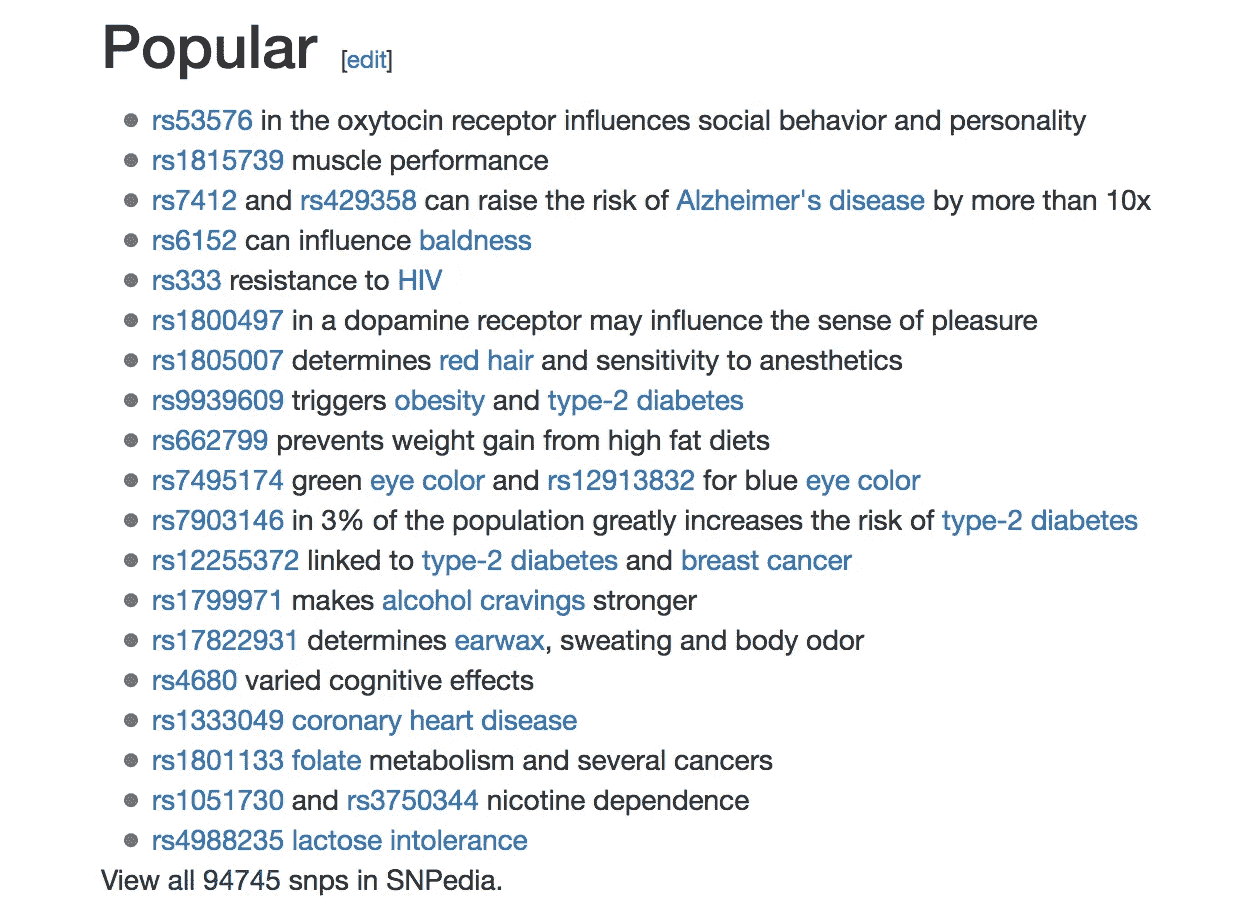 Popular [edit]
rs53576 in the oxytocin receptor influences social behavior and personality
rs1815739 muscle performance
rs7412 and rs429358 can raise the risk of Alzheimer's disease by more than 10x
rs6152 can influence baldness
rs333 resistance to HIV
rs1800497 in a dopamine receptor may influence the sense of pleasure
rs1805007 determines red hair and sensitivity to anesthetics
rs9939609 triggers obesity and type-2 diabetes
rs662799 prevents weight gain from high fat diets
rs7495174 green eye color and rs12913832 for blue eye color
rs7903146 in 3% of the population greatly increases the risk of type-2 diabetes
rs12255372 linked to type-2 diabetes and breast cancer
rs1799971 makes alcohol cravings stronger
rs17822931 determines earwax, sweating and body odor
rs4680 varied cognitive effects
rs1333049 coronary heart disease
rs1801133 folate metabolism and several cancers
rs1051730 and rs3750344 nicotine dependence
rs4988235 lactose intolerance
View all 94745 snps in SNPedia.